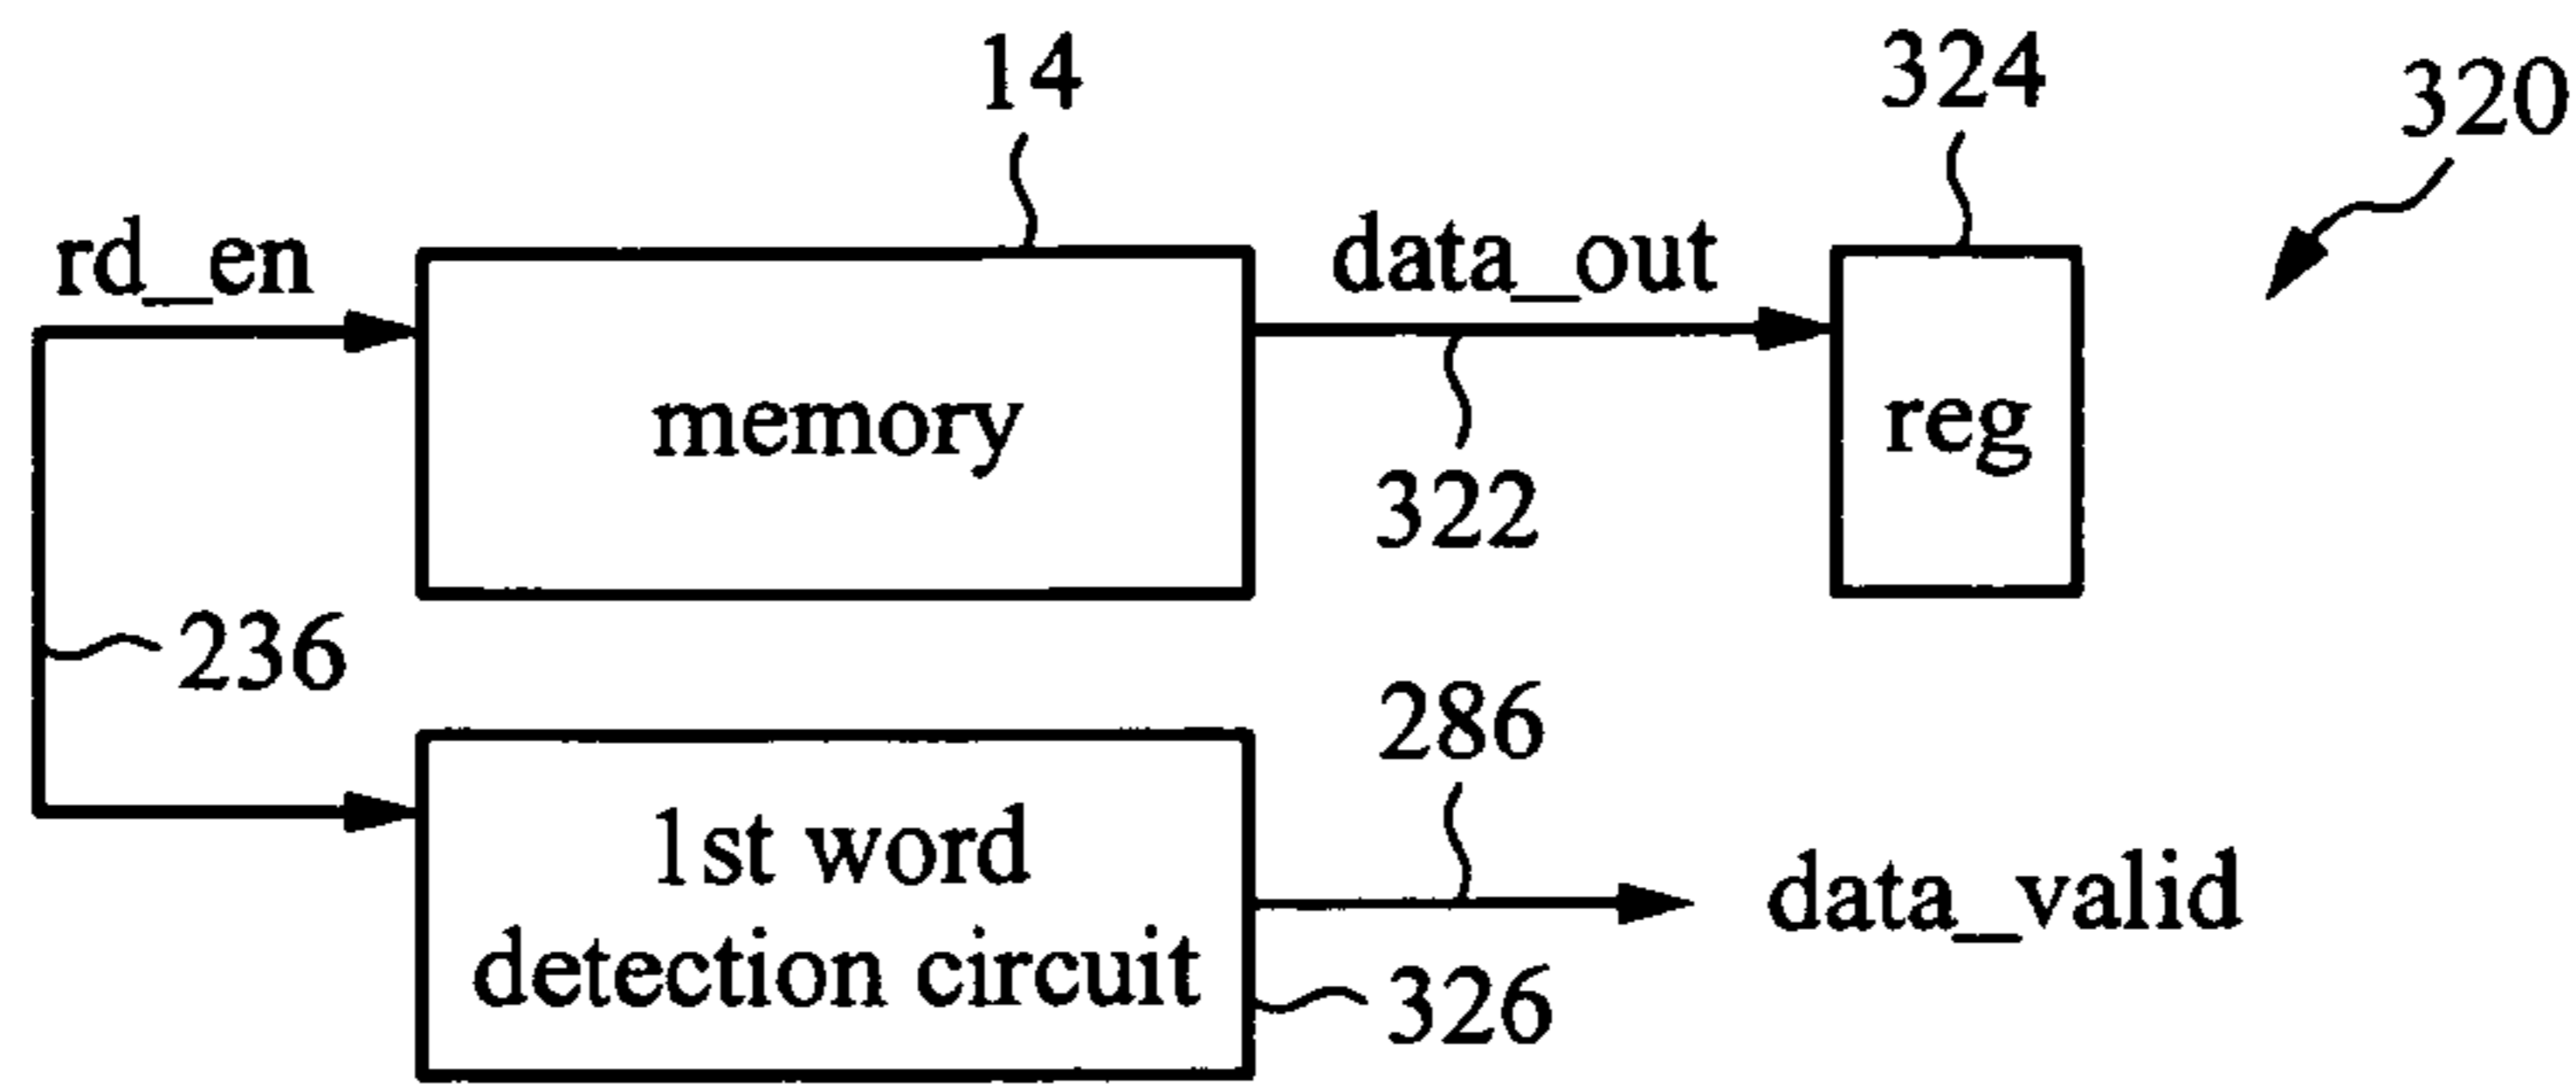 14
324
320
rd_en
data_out
memory
reg
322
236
286
1st word
detection circuit
data_valid
326